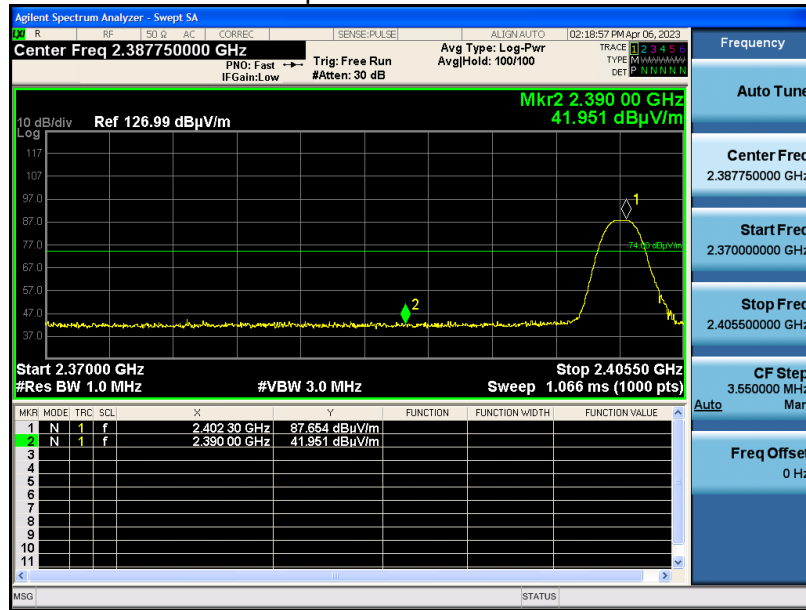 Agilent Spectrum Analyzer - Swept SA
LXI R RF 50 Ω AC CORREC SENSE:PULSE ALIGNAUTO 02:18:57 PM Apr 06, 2023
Center Freq 2.387750000 GHz
PNO: Fast
IFGain:Low
Trig: Free Run
#Atten: 30 dB
Avg Type: Log-Pwr
Avg|Hold: 100/100
TRACE 1 2 3 4 5 6
TYPE M W W W W W
DET P N N N N N
Mkr2 2.390 00 GHz
41.951 dBµV/m
10 dB/div Ref 126.99 dBµV/m
Log
117
107
97.0
87.0
77.0
67.0
57.0
47.0
37.0
1
74.00 dBµV/m
2
Start 2.37000 GHz Stop 2.40550 GHz
#Res BW 1.0 MHz #VBW 3.0 MHz Sweep 1.066 ms (1000 pts)
MKR MODE TRC SCL X Y FUNCTION FUNCTION WIDTH FUNCTION VALUE
1 N 1 f 2.402 30 GHz 87.654 dBµV/m
2 N 1 f 2.390 00 GHz 41.951 dBµV/m
3
4
5
6
7
8
9
10
11
MSG STATUS
Frequency
Auto Tune
Center Freq
2.387750000 GHz
Start Freq
2.370000000 GHz
Stop Freq
2.405500000 GHz
CF Step
3.550000 MHz
Auto Man
Freq Offset
0 Hz